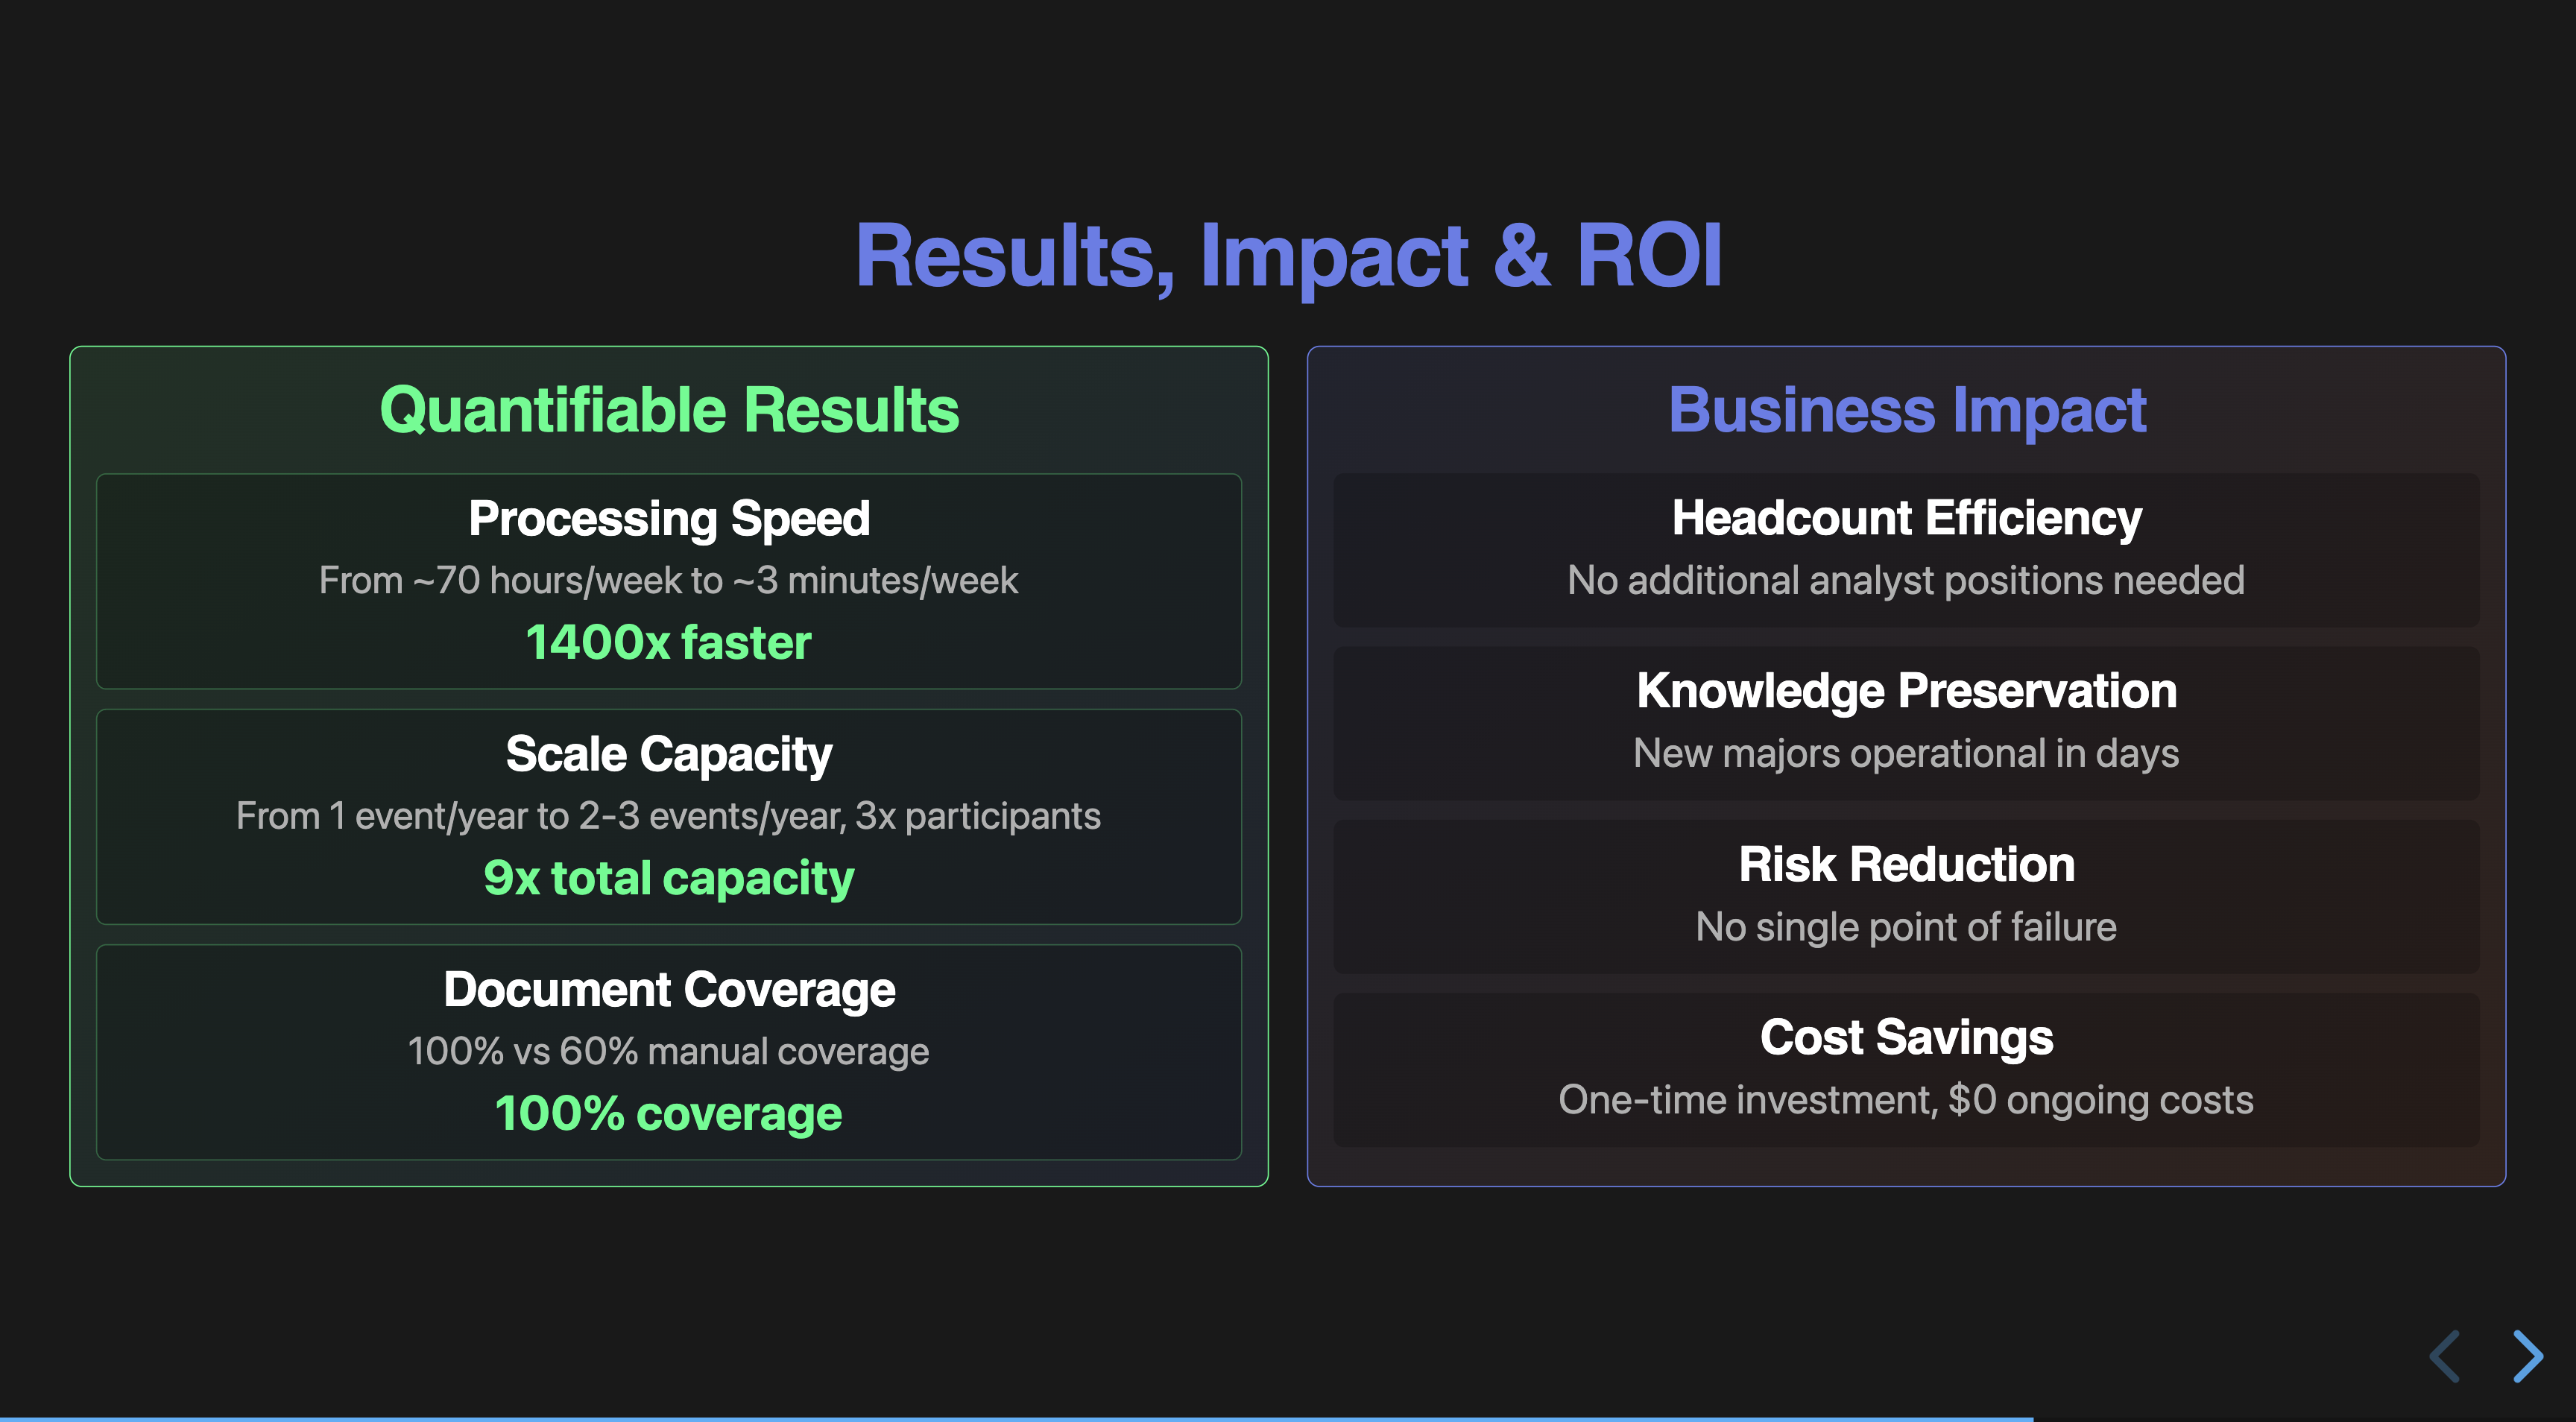 Results, Impact & ROI
Quantifiable Results
Processing Speed
From ~70 hours/week to ~3 minutes/week
1400x faster
Scale Capacity
From 1 event/year to 2-3 events/year, 3x participants
9x total capacity
Document Coverage
100% vs 60% manual coverage
100% coverage
Business Impact
Headcount Efficiency
No additional analyst positions needed
Knowledge Preservation
New majors operational in days
Risk Reduction
No single point of failure
Cost Savings
One-time investment, $0 ongoing costs